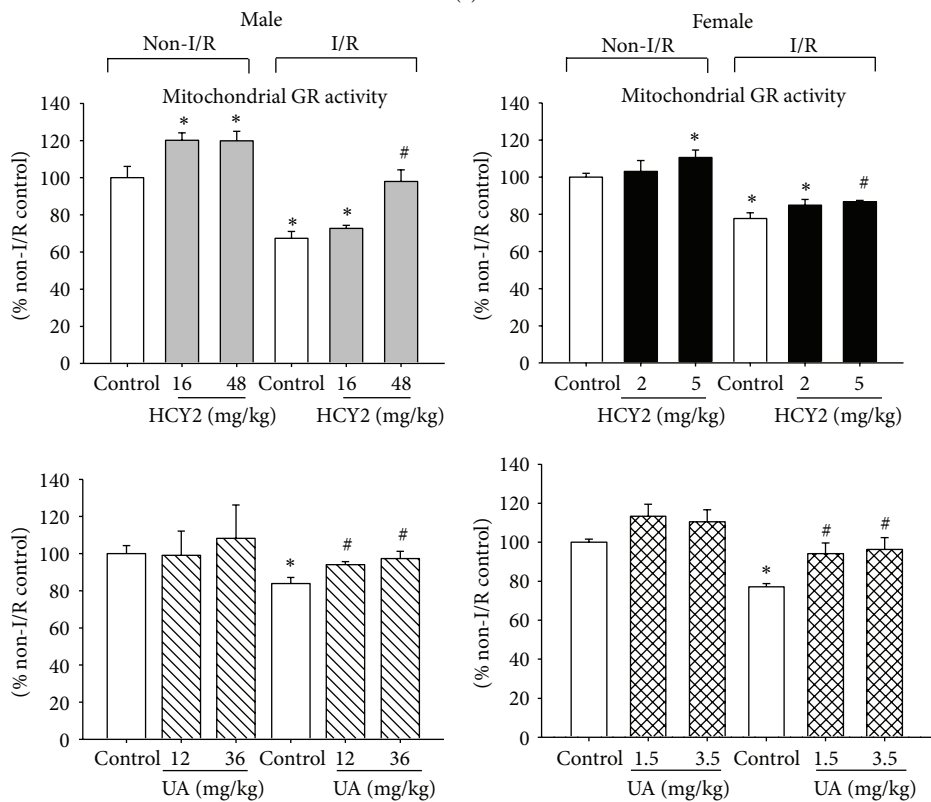 Male
Female
Non-I/R I/R
Non-I/R I/R
Mitochondrial GR activity
140
120
100
80
60
40
20
0
(% non-I/R control)
* * * * #
Control 16 48 Control 16 48
HCY2 (mg/kg) HCY2 (mg/kg)
Mitochondrial GR activity
140
120
100
80
60
40
20
0
(% non-I/R control)
* * * #
Control 2 5 Control 2 5
HCY2 (mg/kg) HCY2 (mg/kg)
140
120
100
80
60
40
20
0
(% non-I/R control)
* # #
Control 12 36 Control 12 36
UA (mg/kg) UA (mg/kg)
140
120
100
80
60
40
20
0
(% non-I/R control)
* # #
Control 1.5 3.5 Control 1.5 3.5
UA (mg/kg) UA (mg/kg)